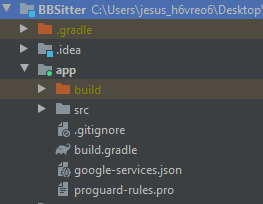 BBSitter C:\Users\jesus_h6vreo6\Desktop\
.gradle
.idea
app
build
src
.gitignore
build.gradle
google-services.json
proguard-rules.pro